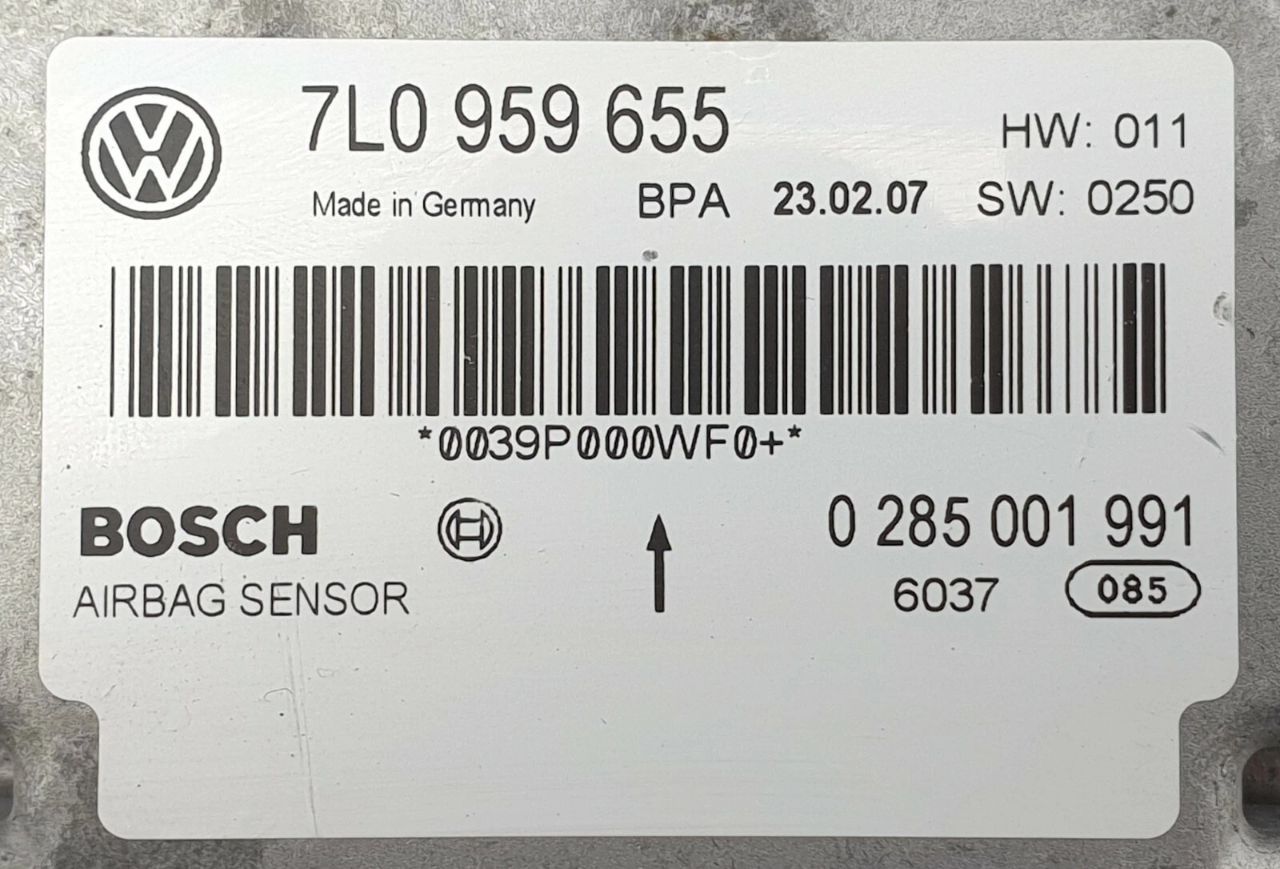 7L0 959 655
HW: 011
Made in Germany
BPA 23.02.07 SW: 0250
*0039P000WF0+*
BOSCH
0 285 001 991
AIRBAG SENSOR
6037 085